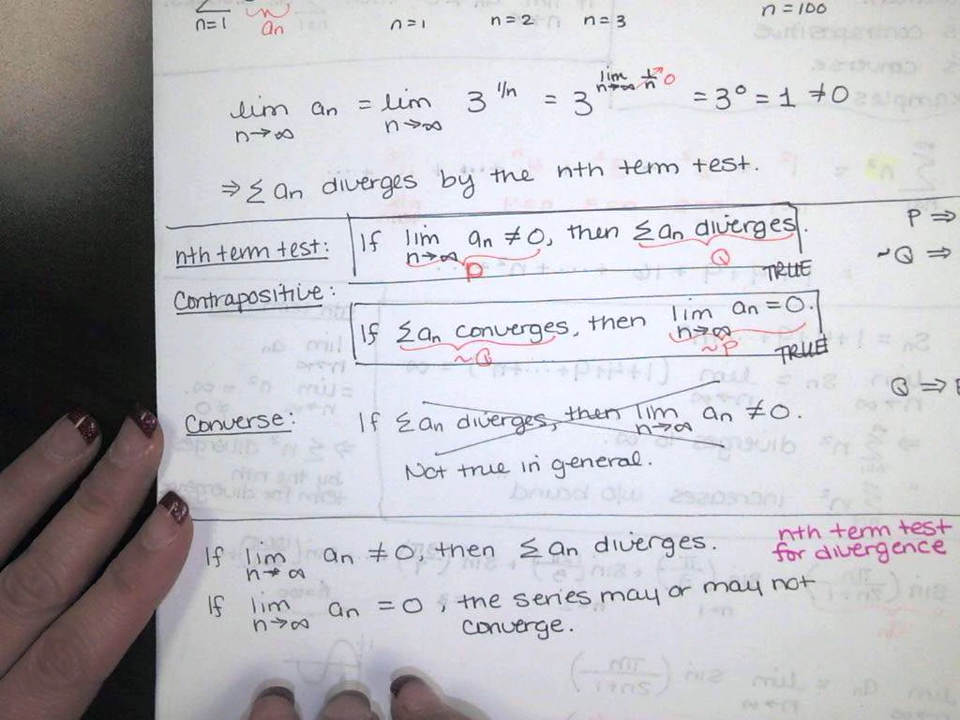 n=1 an n=1 n=2 n=3 n=100
lim n→∞ an = lim n→∞ 3^1/n = 3^lim n→∞ 1/n →0 = 3^0 = 1 ≠0
⇒ Σ an diverges by the nth term test.
nth term test: If lim n→∞ an ≠ 0, then Σ an diverges. P ⇒
P Q TRUE ~Q ⇒
Contrapositive:
If Σ an converges, then lim n→∞ an = 0.
~Q ~P TRUE
Q ⇒ P
Converse: If Σ an diverges, then lim n→∞ an ≠ 0.
Not true in general.
If lim n→∞ an ≠ 0, then Σ an diverges. nth term test
for divergence
If lim n→∞ an = 0, the series may or may not
converge.